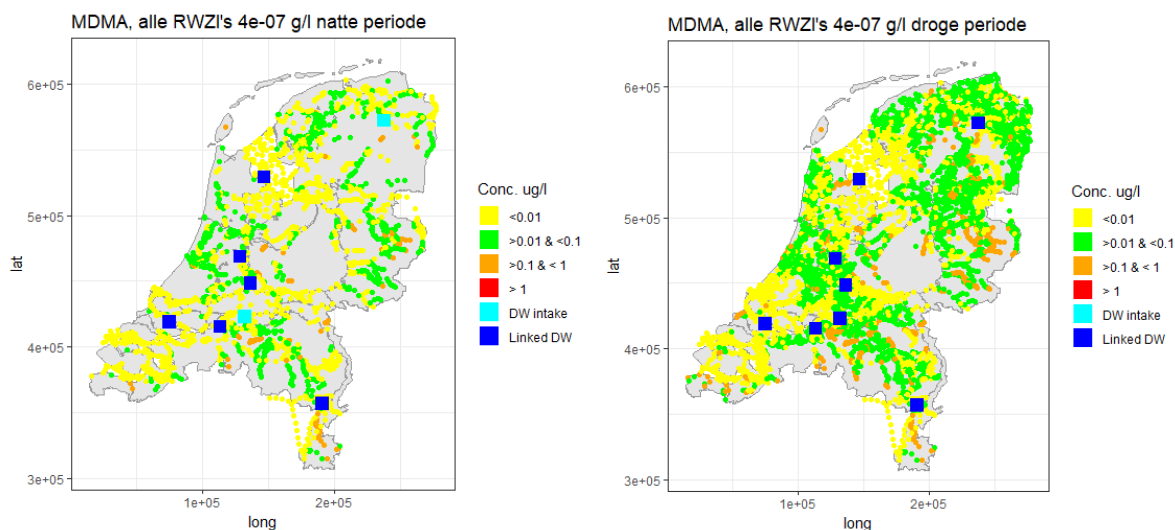 MDMA, alle RWZI's 4e-07 g/l natte periode
6e+05
5e+05
4e+05
3e+05
lat
1e+05
2e+05
long
Conc. ug/l
<0.01
>0.01 & <0.1
>0.1 & < 1
> 1
DW intake
Linked DW
MDMA, alle RWZI's 4e-07 g/l droge periode
6e+05
5e+05
4e+05
3e+05
lat
1e+05
2e+05
long
Conc. ug/l
<0.01
>0.01 & <0.1
>0.1 & < 1
> 1
DW intake
Linked DW